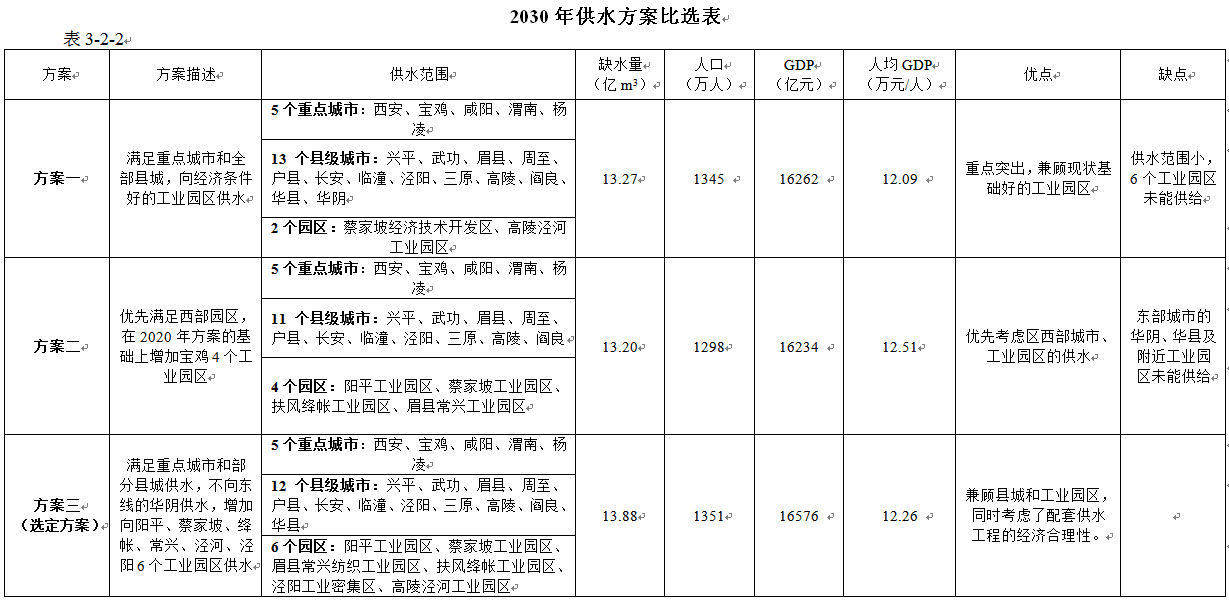 2030 年供水方案比选表
表 3-2-2
方案
方案描述
供水范围
缺水量
（亿 m³）
人口
（万人）
GDP
（亿元）
人均 GDP
（万元/人）
优点
缺点
方案一
满足重点城市和全
部县城，向经济条件
好的工业园区供水
5 个重点城市：西安、宝鸡、咸阳、渭南、杨
凌
13 个县级城市：兴平、武功、眉县、周至、
户县、长安、临潼、泾阳、三原、高陵、阎良、
华县、华阴
2 个园区：蔡家坡经济技术开发区、高陵泾河
工业园区
13.27
1345
16262
12.09
重点突出，兼顾现状基
础好的工业园区
供水范围小，
6 个工业园区
未能供给
方案二
优先满足西部园区，
在 2020 年方案的基
础上增加宝鸡 4 个工
业园区
5 个重点城市：西安、宝鸡、咸阳、渭南、杨
凌
11 个县级城市：兴平、武功、眉县、周至、
户县、长安、临潼、泾阳、三原、高陵、阎良
4 个园区：阳平工业园区、蔡家坡工业园区、
扶风绛帐工业园区、眉县常兴工业园区
13.20
1298
16234
12.51
优先考虑区西部城市、
工业园区的供水
东部城市的
华阴、华县及
附近工业园
区未能供给
方案三
（选定方案）
满足重点城市和部
分县城供水，不向东
线的华阴供水，增加
向阳平、蔡家坡、绛
帐、常兴、泾河、泾
阳 6 个工业园区供水
5 个重点城市：西安、宝鸡、咸阳、渭南、杨
凌
12 个县级城市：兴平、武功、眉县、周至、
户县、长安、临潼、泾阳、三原、高陵、阎良、
华县
6 个园区：阳平工业园区、蔡家坡工业园区、
眉县常兴纺织工业园区、扶风绛帐工业园区、
泾阳工业密集区、高陵泾河工业园区
13.88
1351
16576
12.26
兼顾县城和工业园区，
同时考虑了配套供水
工程的经济合理性。